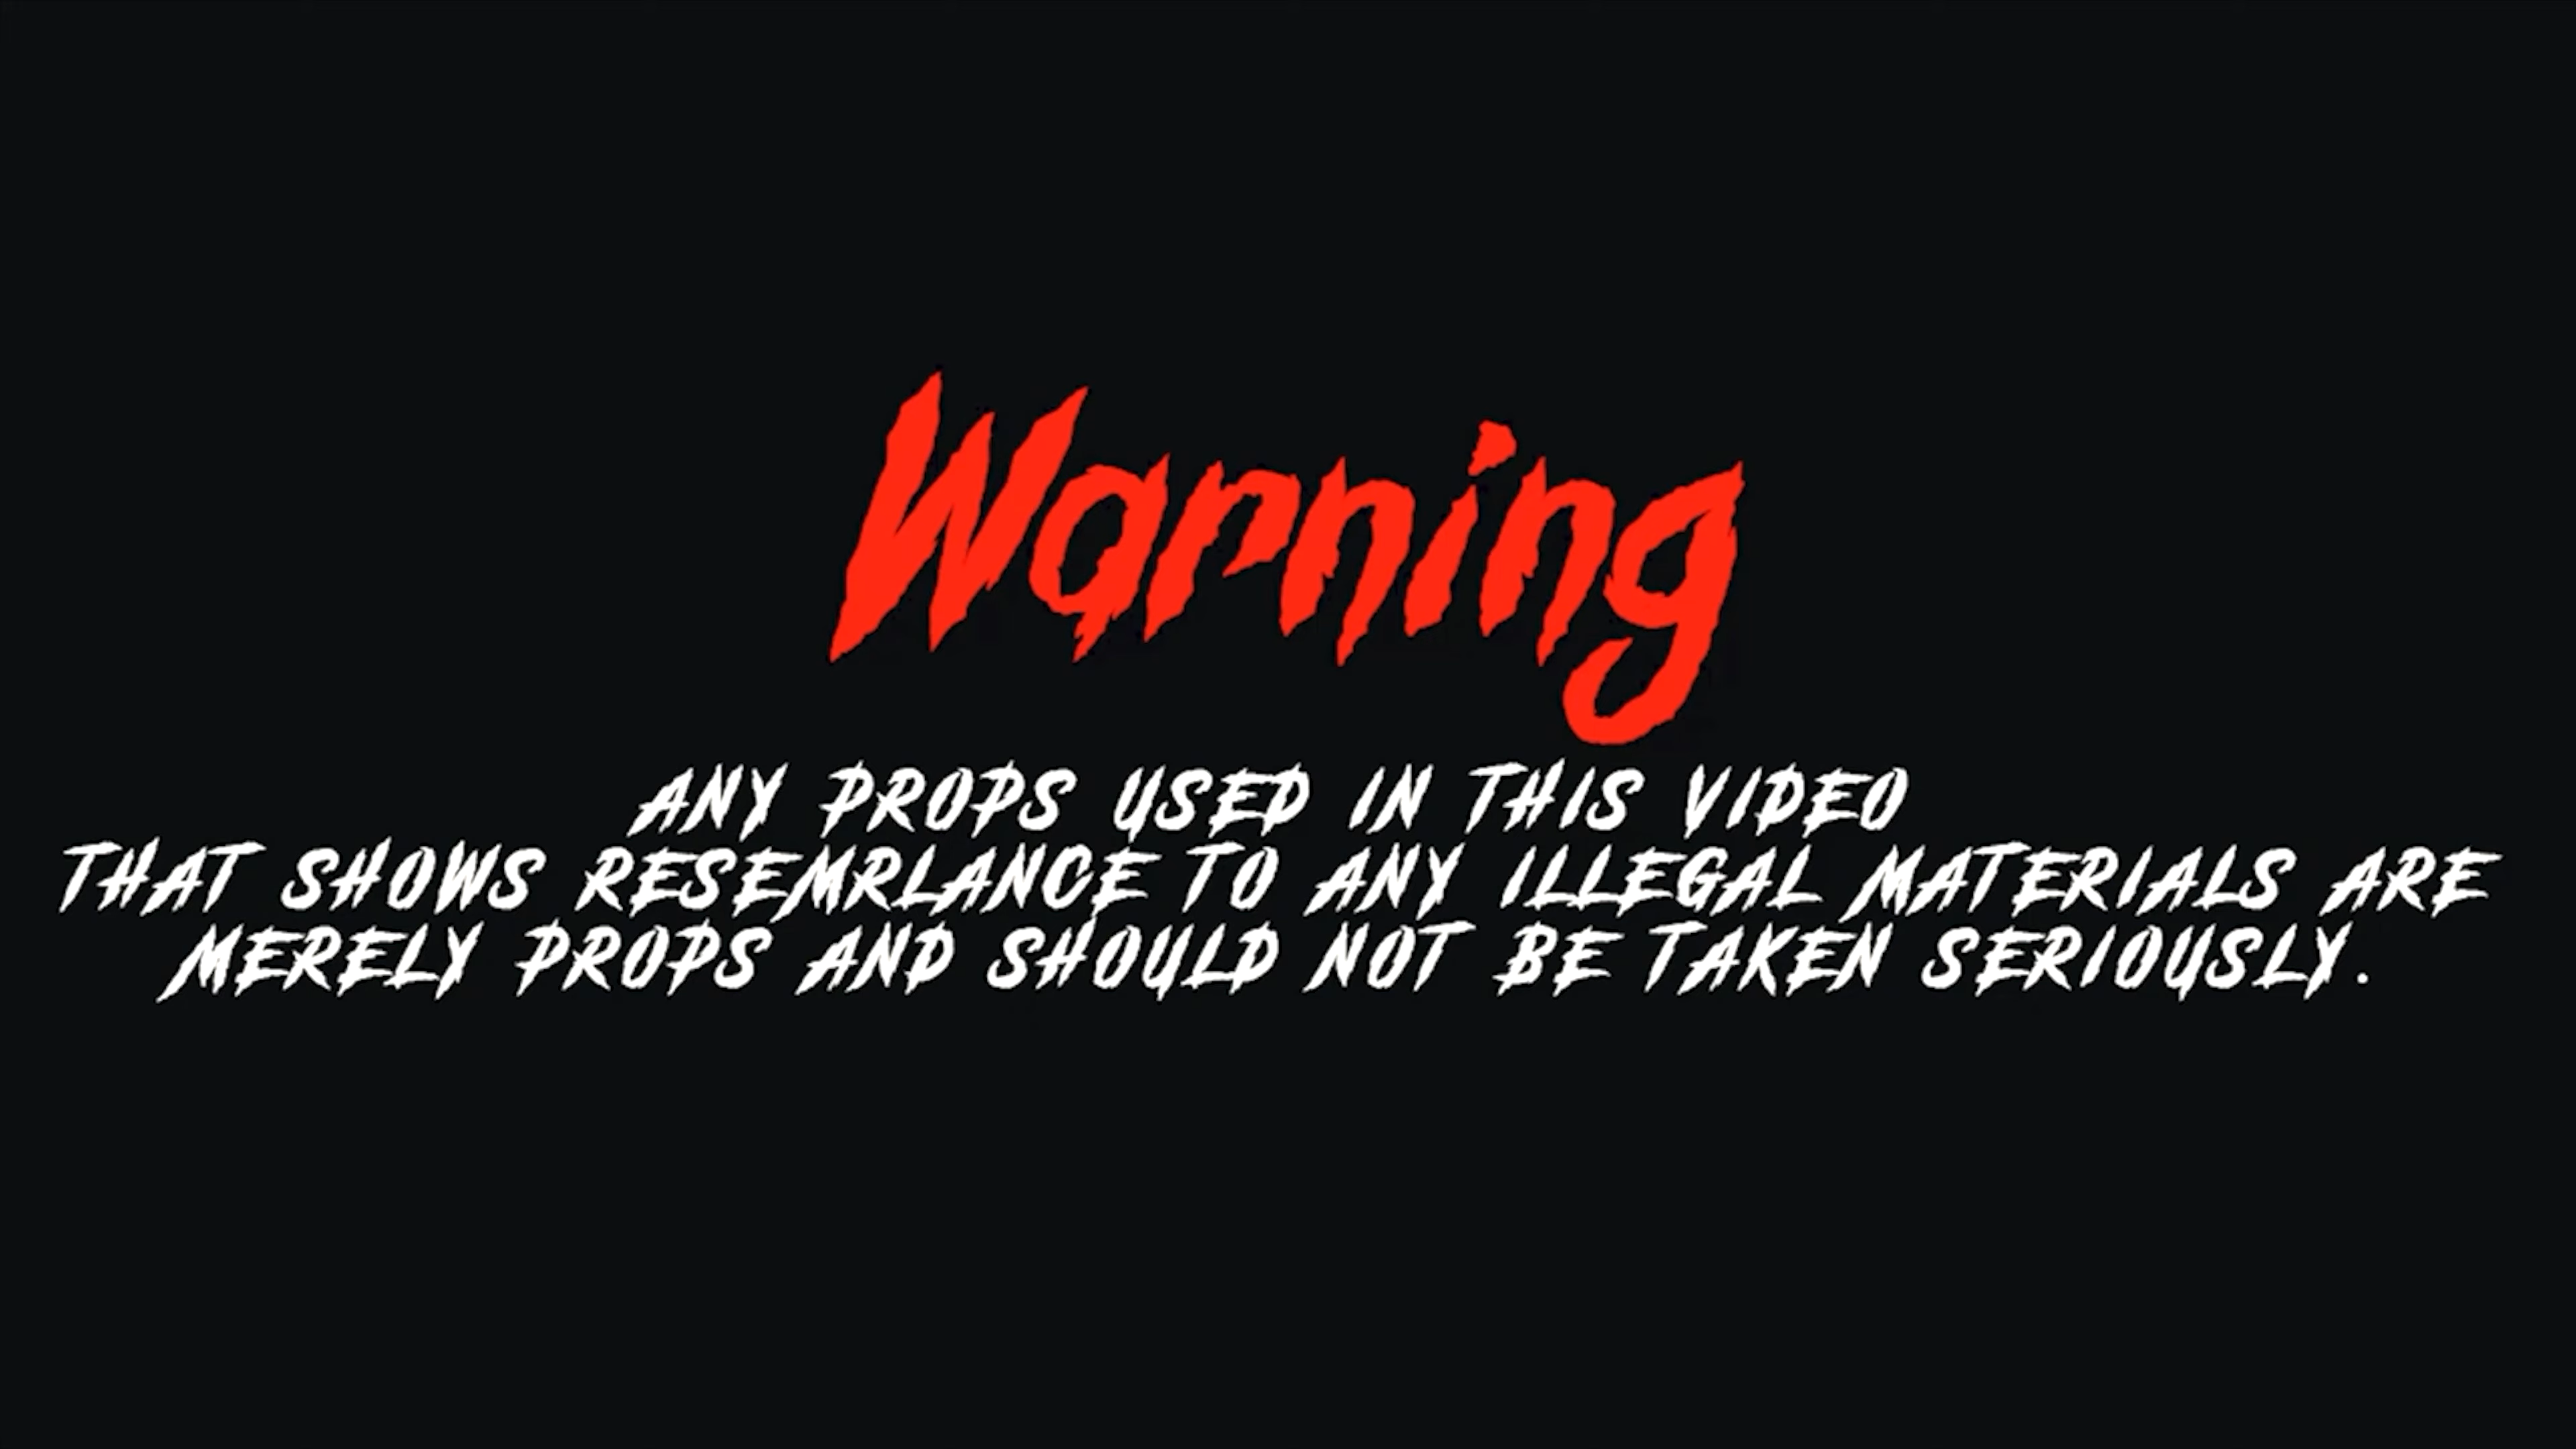 Warning
ANY PROPS USED IN THIS VIDEO
THAT SHOWS RESEMRLANCE TO ANY ILLEGAL MATERIALS ARE
MERELY PROPS AND SHOULD NOT BE TAKEN SERIOUSLY.